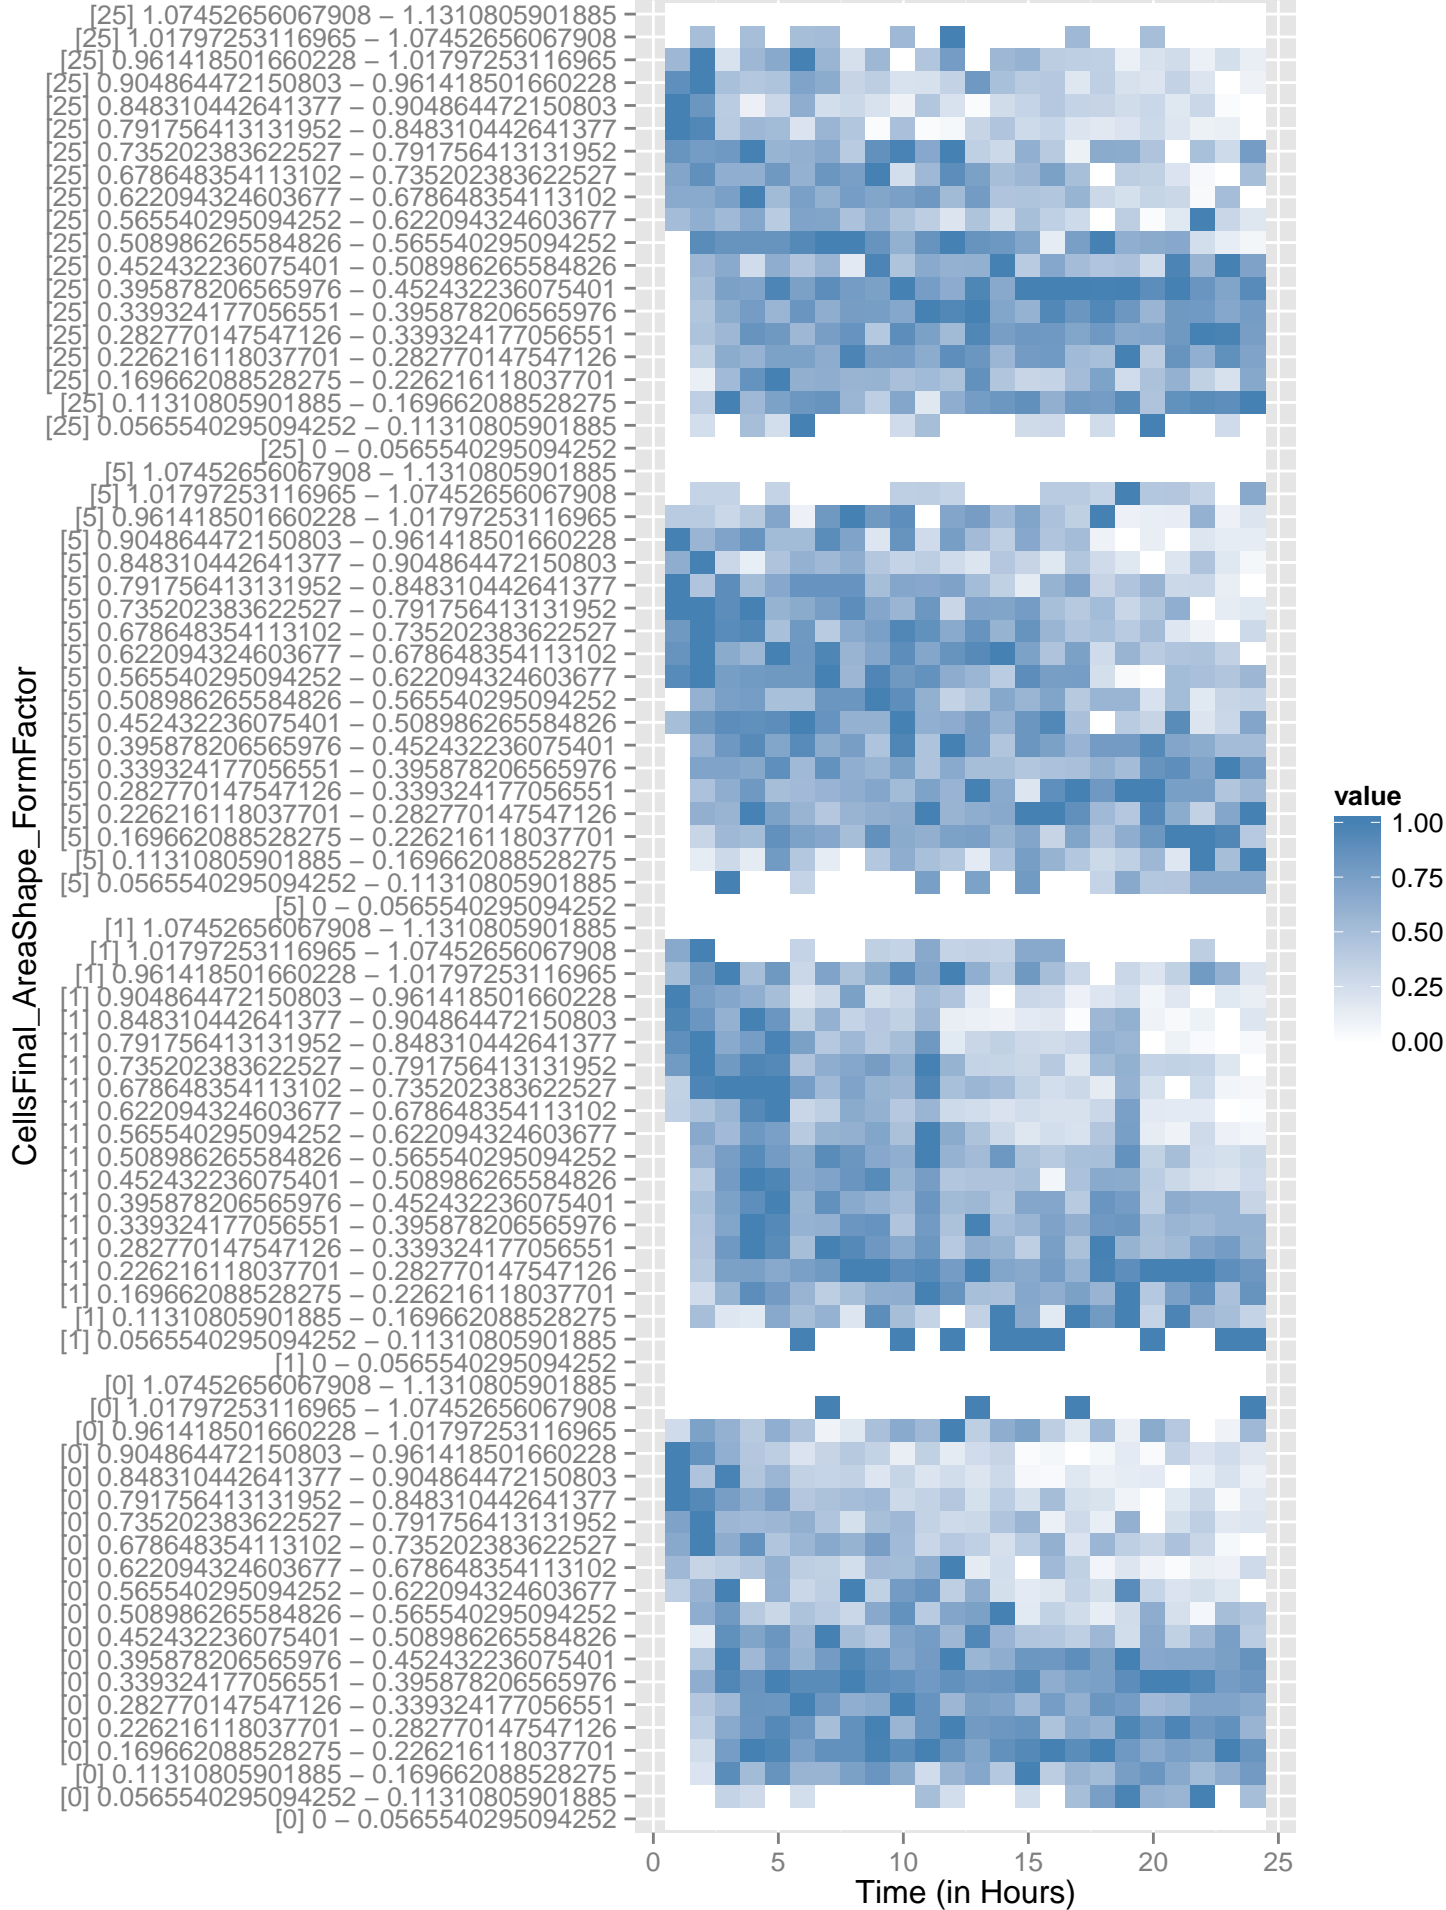 [25] 1.07452656067908 – 1.13108105901885
[25] 1.01797253116965 – 1.07452656067908
[25] 0.961418501660228 – 1.01797253116965
[25] 0.904864472150803 – 0.961418501660228
[25] 0.848310442641377 – 0.904864472150803
[25] 0.791756413131952 – 0.848310442641377
[25] 0.735202383622527 – 0.791756413131952
[25] 0.678648354113102 – 0.735202383622527
[25] 0.622094324603677 – 0.678648354113102
[25] 0.565540295094252 – 0.622094324603677
[25] 0.508986265584826 – 0.565540295094252
[25] 0.452432236075401 – 0.508986265584826
[25] 0.395878206565976 – 0.452432236075401
[25] 0.339324177056551 – 0.395878206565976
[25] 0.282770147547126 – 0.339324177056551
[25] 0.226216118037701 – 0.282770147547126
[25] 0.169662088528275 – 0.226216118037701
[25] 0.11310805901885 – 0.169662088528275
[25] 0.0565540295094252 – 0.11310805901885
[25] 0 – 0.0565540295094252
[5] 1.07452656067908 – 1.13108105901885
[5] 1.01797253116965 – 1.07452656067908
[5] 0.961418501660228 – 1.01797253116965
[5] 0.904864472150803 – 0.961418501660228
[5] 0.848310442641377 – 0.904864472150803
[5] 0.791756413131952 – 0.848310442641377
[5] 0.735202383622527 – 0.791756413131952
[5] 0.678648354113102 – 0.735202383622527
[5] 0.622094324603677 – 0.678648354113102
[5] 0.565540295094252 – 0.622094324603677
[5] 0.508986265584826 – 0.565540295094252
[5] 0.452432236075401 – 0.508986265584826
[5] 0.395878206565976 – 0.452432236075401
[5] 0.339324177056551 – 0.395878206565976
[5] 0.282770147547126 – 0.339324177056551
[5] 0.226216118037701 – 0.282770147547126
[5] 0.169662088528275 – 0.226216118037701
[5] 0.11310805901885 – 0.169662088528275
[5] 0.0565540295094252 – 0.11310805901885
[5] 0 – 0.0565540295094252
[1] 1.07452656067908 – 1.13108105901885
[1] 1.01797253116965 – 1.07452656067908
[1] 0.961418501660228 – 1.01797253116965
[1] 0.904864472150803 – 0.961418501660228
[1] 0.848310442641377 – 0.904864472150803
[1] 0.791756413131952 – 0.848310442641377
[1] 0.735202383622527 – 0.791756413131952
[1] 0.678648354113102 – 0.735202383622527
[1] 0.622094324603677 – 0.678648354113102
[1] 0.565540295094252 – 0.622094324603677
[1] 0.508986265584826 – 0.565540295094252
[1] 0.452432236075401 – 0.508986265584826
[1] 0.395878206565976 – 0.452432236075401
[1] 0.339324177056551 – 0.395878206565976
[1] 0.282770147547126 – 0.339324177056551
[1] 0.226216118037701 – 0.282770147547126
[1] 0.169662088528275 – 0.226216118037701
[1] 0.11310805901885 – 0.169662088528275
[1] 0.0565540295094252 – 0.11310805901885
[1] 0 – 0.0565540295094252
[0] 1.07452656067908 – 1.13108105901885
[0] 1.01797253116965 – 1.07452656067908
[0] 0.961418501660228 – 1.01797253116965
[0] 0.904864472150803 – 0.961418501660228
[0] 0.848310442641377 – 0.904864472150803
[0] 0.791756413131952 – 0.848310442641377
[0] 0.735202383622527 – 0.791756413131952
[0] 0.678648354113102 – 0.735202383622527
[0] 0.622094324603677 – 0.678648354113102
[0] 0.565540295094252 – 0.622094324603677
[0] 0.508986265584826 – 0.565540295094252
[0] 0.452432236075401 – 0.508986265584826
[0] 0.395878206565976 – 0.452432236075401
[0] 0.339324177056551 – 0.395878206565976
[0] 0.282770147547126 – 0.339324177056551
[0] 0.226216118037701 – 0.282770147547126
[0] 0.169662088528275 – 0.226216118037701
[0] 0.11310805901885 – 0.169662088528275
[0] 0.0565540295094252 – 0.11310805901885
[0] 0 – 0.0565540295094252
CellsFinal_AreaShape_FormFactor
0 5 10 15 20 25
Time (in Hours)
value
1.00
0.75
0.50
0.25
0.00